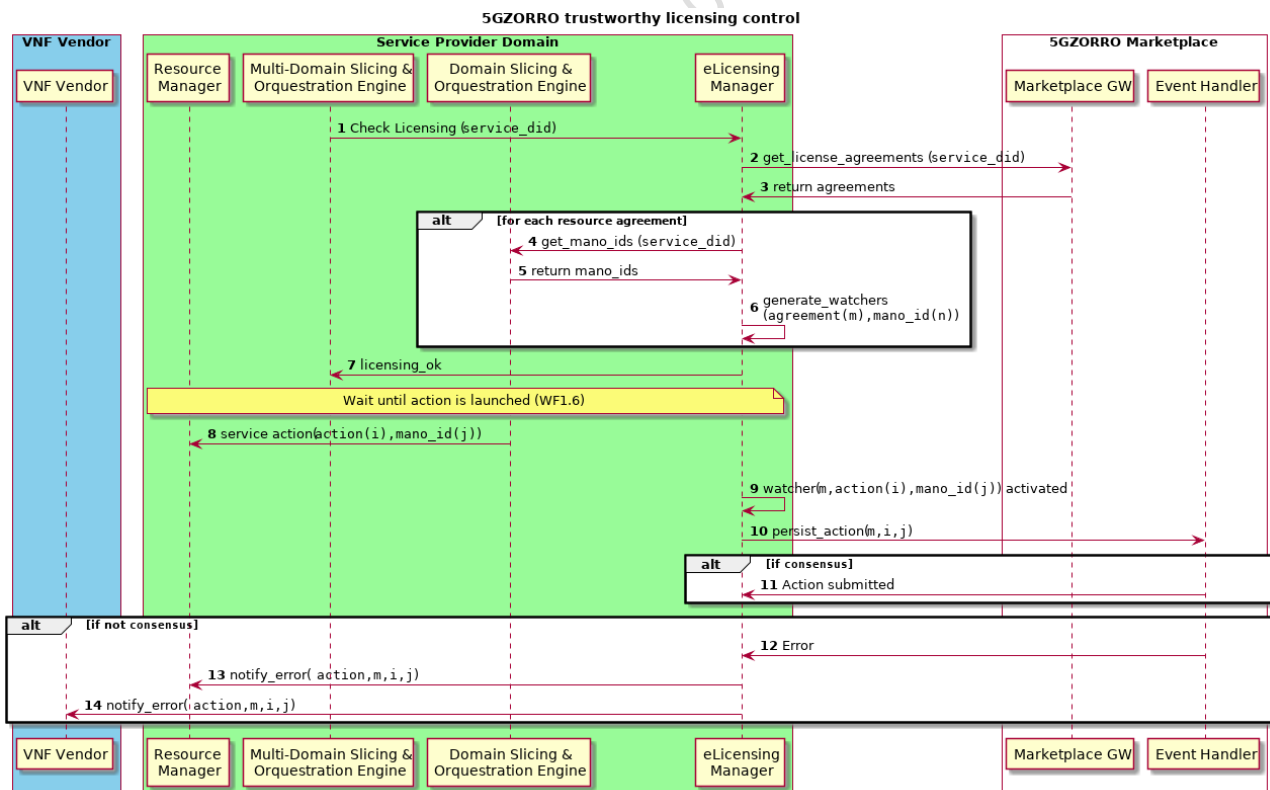 5GZORRO trustworthy licensing control
VNF Vendor
Service Provider Domain
5GZORRO Marketplace
VNF Vendor
Resource
Manager
Multi-Domain Slicing &
Orquestration Engine
Domain Slicing &
Orquestration Engine
eLicensing
Manager
Marketplace GW
Event Handler
1 Check Licensing (service_did)
2 get_license_agreements (service_did)
3 return agreements
alt [for each resource agreement]
4 get_mano_ids (service_did)
5 return mano_ids
6 generate_watchers
(agreement(m),mano_id(n))
7 licensing_ok
Wait until action is launched (WF1.6)
8 service action(action(i),mano_id(j))
9 watcher(m,action(i),mano_id(j)) activated
10 persist_action(m,i,j)
alt [if consensus]
11 Action submitted
alt [if not consensus]
12 Error
13 notify_error( action,m,i,j)
14 notify_error( action,m,i,j)
VNF Vendor
Resource
Manager
Multi-Domain Slicing &
Orquestration Engine
Domain Slicing &
Orquestration Engine
eLicensing
Manager
Marketplace GW
Event Handler